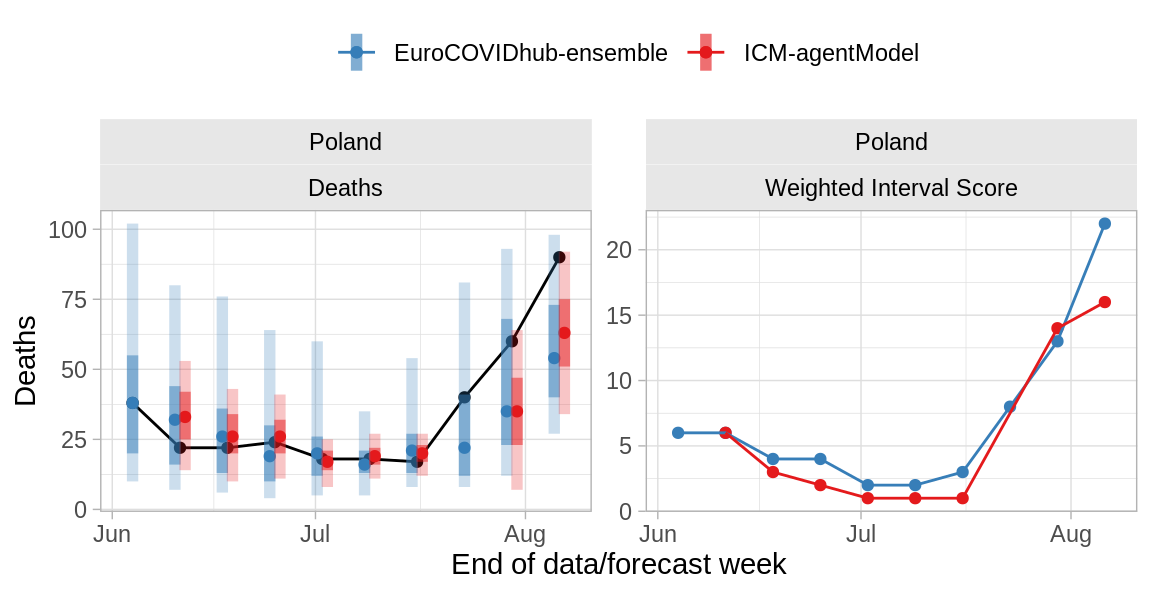 EuroCOVIDhub-ensemble ICM-agentModel
Poland
Deaths
Deaths
100
75
50
25
0
Jun Jul Aug
Poland
Weighted Interval Score
20
15
10
5
0
Jun Jul Aug
End of data/forecast week